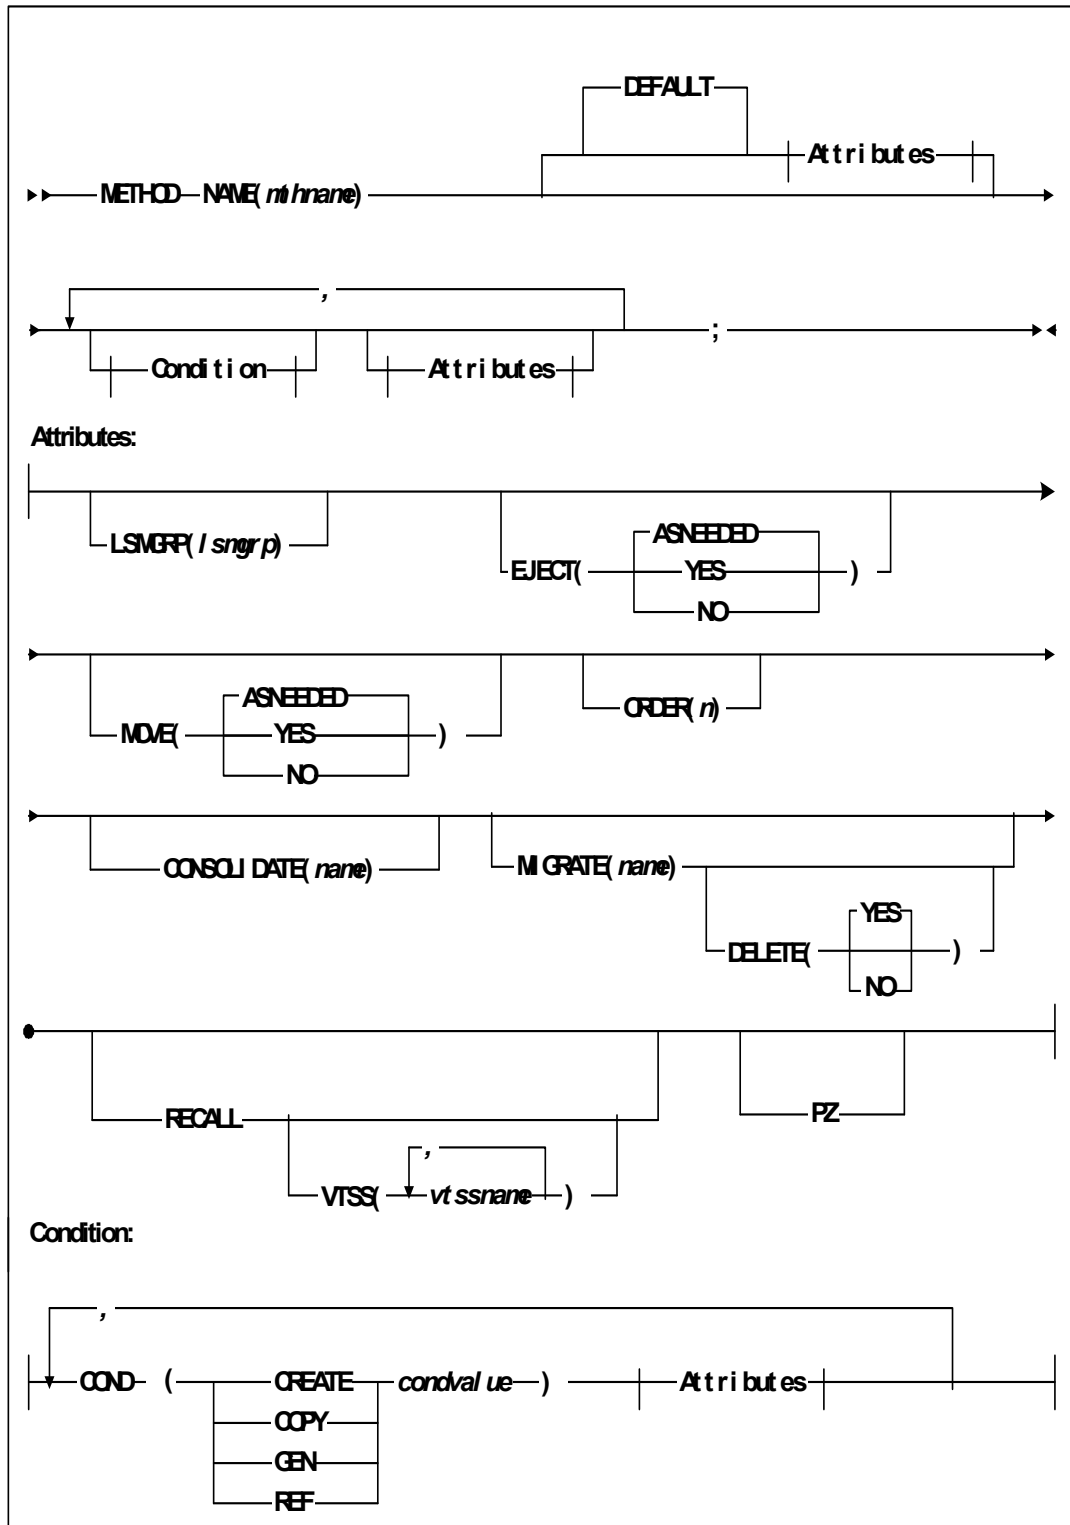 DEFAULT
Attributes
METHOD NAME(mthname)
,
;
Condition
Attributes
Attributes:
LSMGRP(lsmgrp)
ASNEEDED
EJECT( YES )
NO
ASNEEDED
ORDER(n)
MOVE( YES )
NO
CONSOLIDATE(name)
MIGRATE(name)
YES
DELETE( )
NO
RECALL
PZ
,
VTSS( vtssname )
Condition:
,
COND ( CREATE condvalue ) Attributes
COPY
GEN
REF